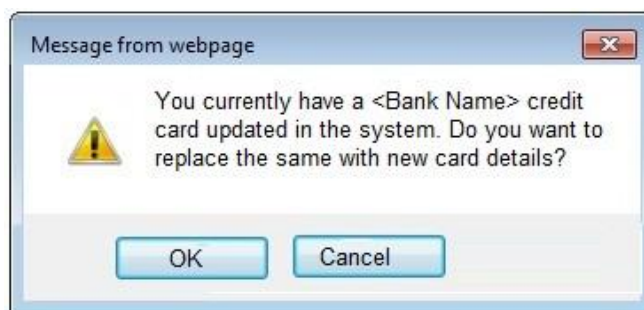 Message from webpage
You currently have a <Bank Name> credit
card updated in the system. Do you want to
replace the same with new card details?
OK
Cancel